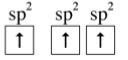 sp² sp² sp²
↑ ↑ ↑